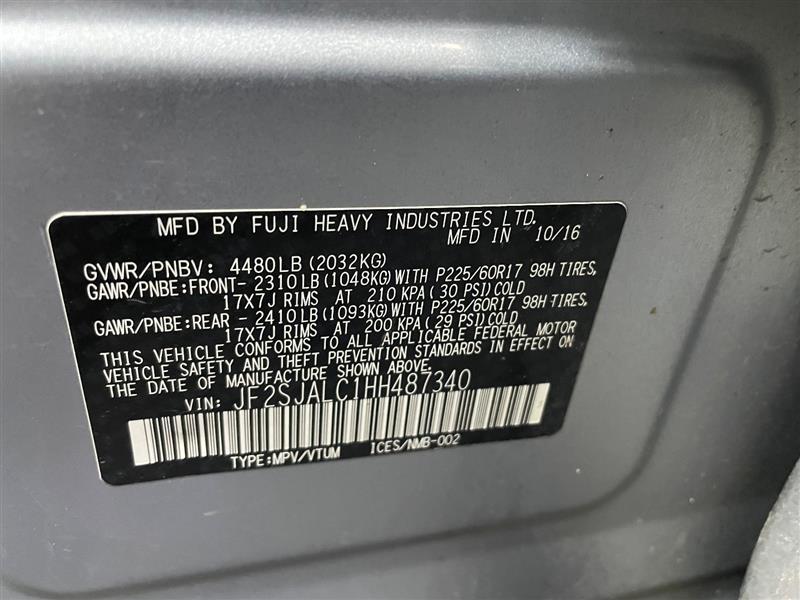 MFD BY FUJI HEAVY INDUSTRIES LTD.
MFD IN 10/16
GVWR/PNBV: 4480LB(2032KG)
GAWR/PNBE:FRONT- 2310LB(1048KG)WITH P225/60R17 98H TIRES,
17X7J RIMS AT 210 KPA(30 PSI)COLD
GAWR/PNBE:REAR - 2410LB(1093KG)WITH P225/60R17 98H TIRES,
17X7J RIMS AT 200 KPA(29 PSI)COLD
THIS VEHICLE CONFORMS TO ALL APPLICABLE FEDERAL MOTOR
VEHICLE SAFETY AND THEFT PREVENTION STANDARDS IN EFFECT ON
THE DATE OF MANUFACTURE SHOWN ABOVE.
VIN: JF2SJALC1HH487340
TYPE:MPV/VTUM ICES/NMB-002